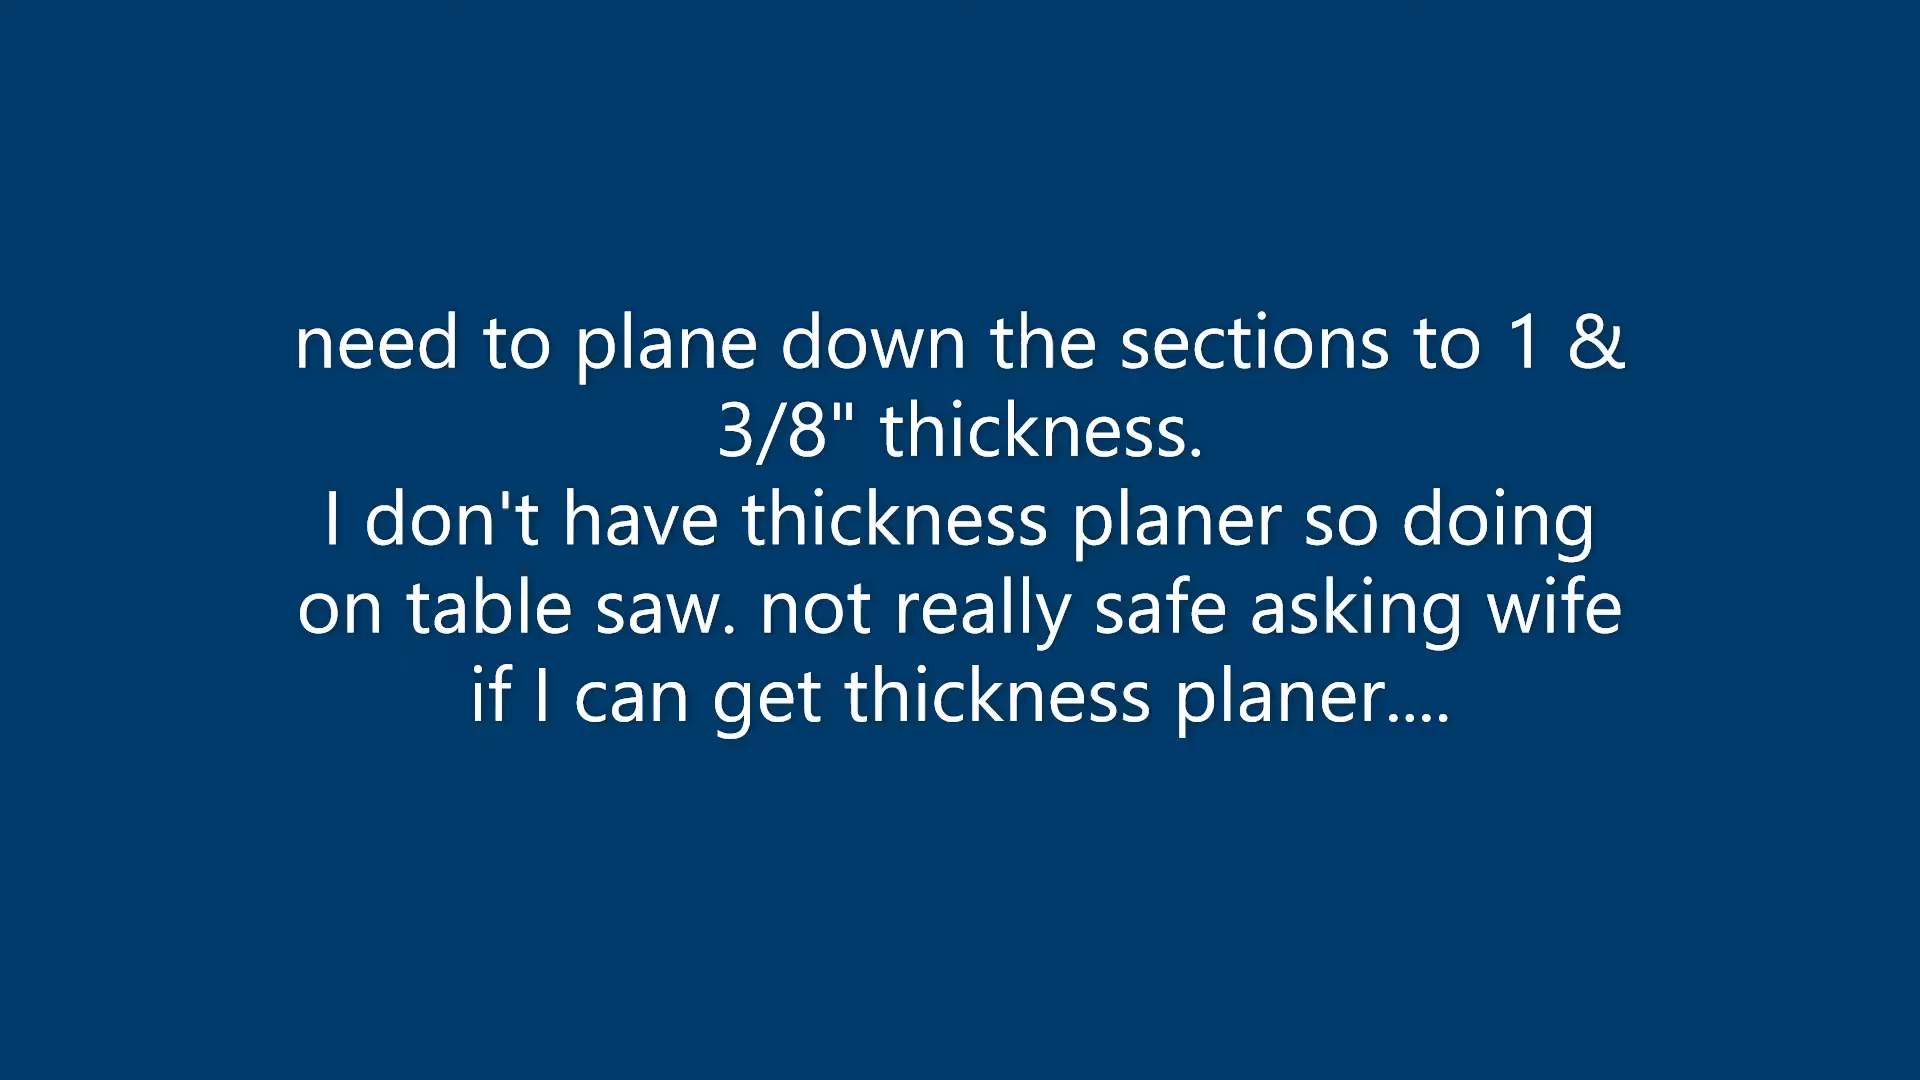 need to plane down the sections to 1 &
3/8" thickness.
I don't have thickness planer so doing
on table saw. not really safe asking wife
if I can get thickness planer....